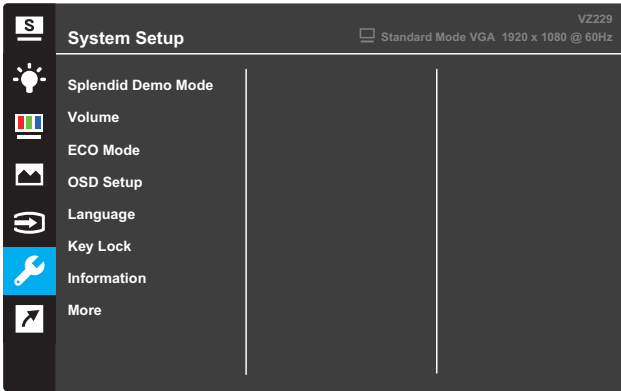 S
VZ229
System Setup
Standard Mode VGA 1920 x 1080 @ 60Hz
Splendid Demo Mode
Volume
ECO Mode
OSD Setup
Language
Key Lock
Information
More